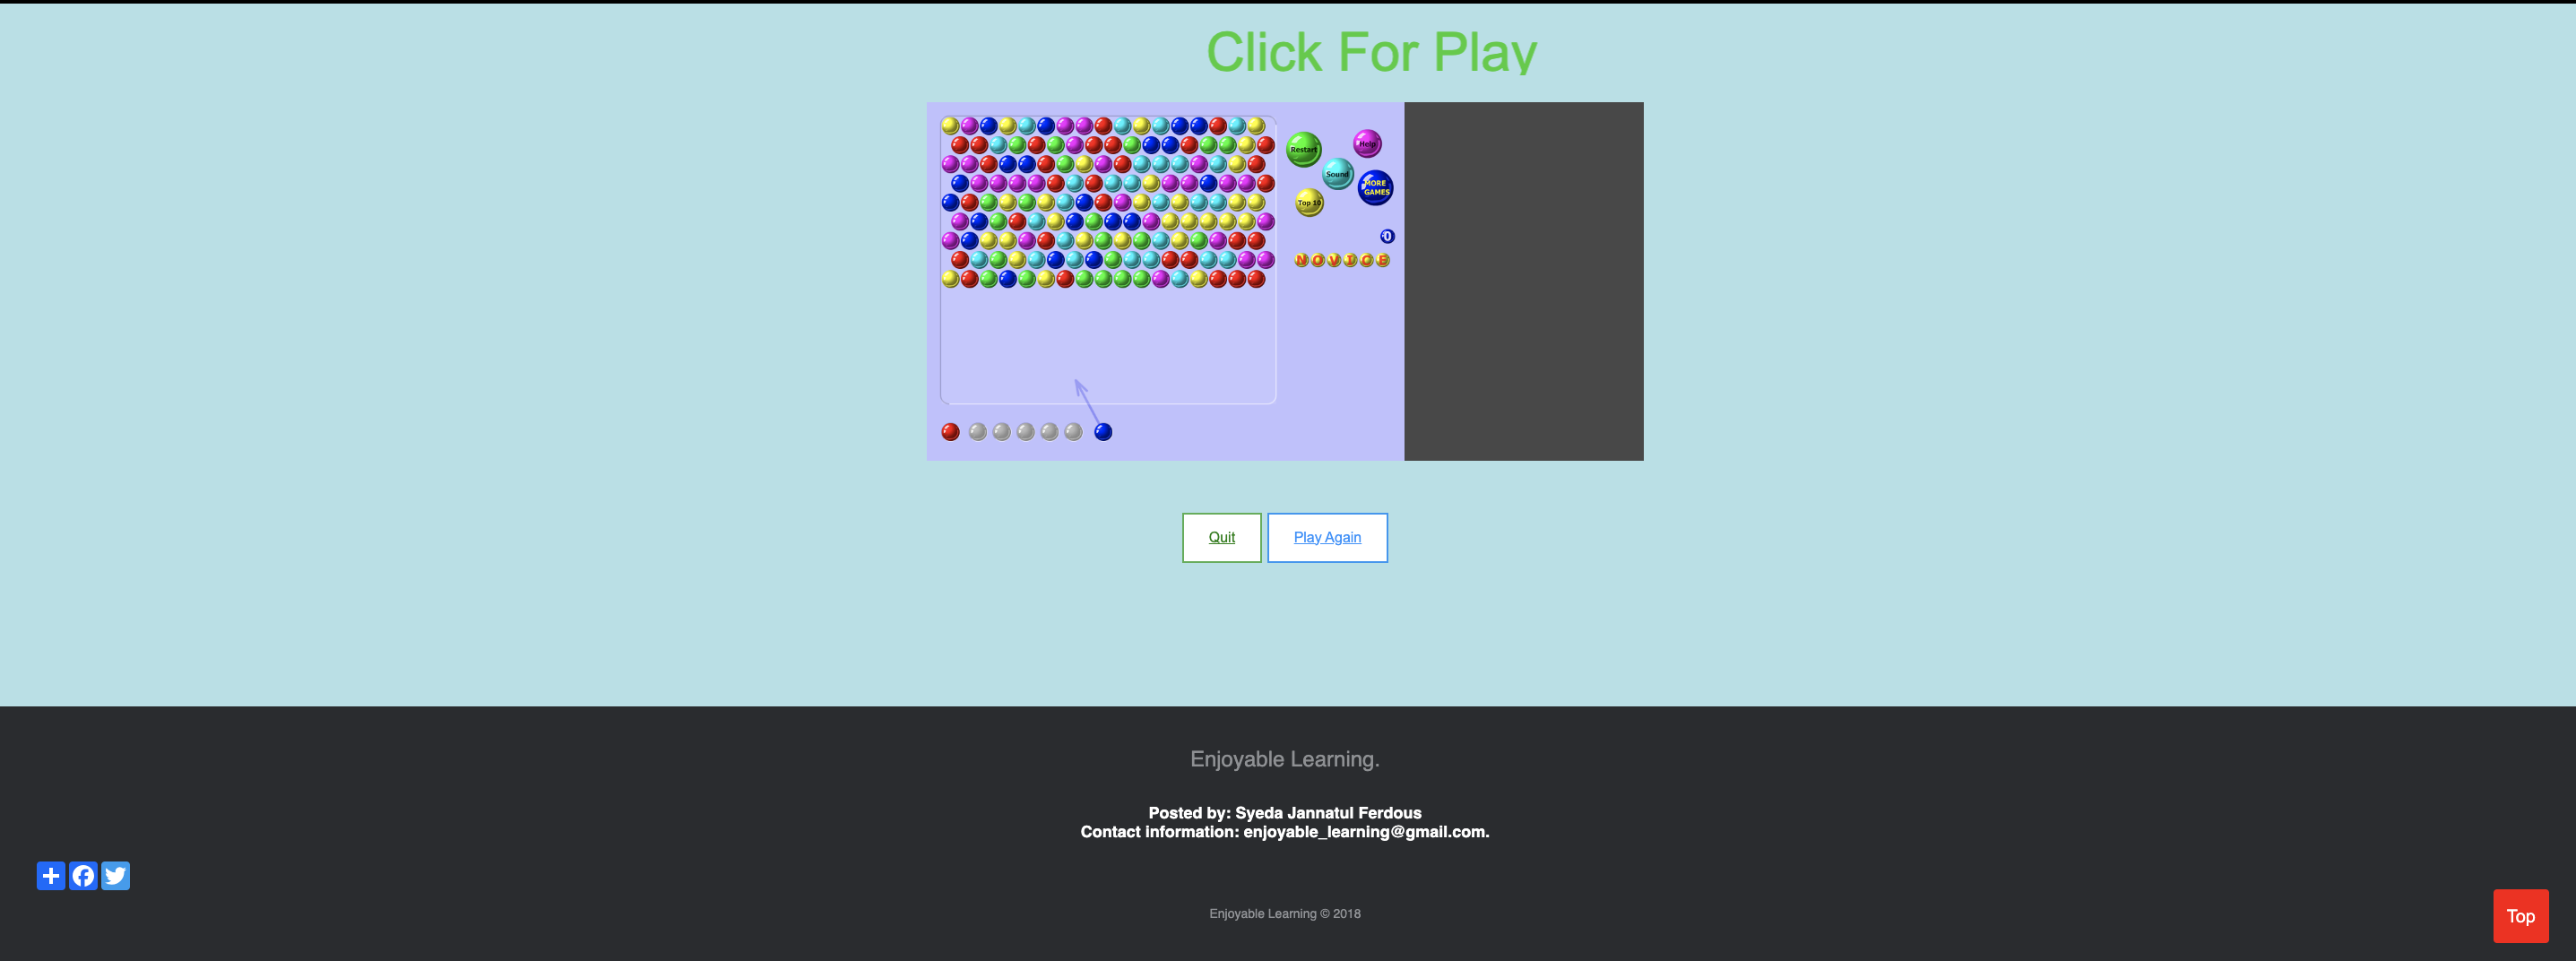 Click For Play
Restart
Help
Sound
MORE
GAMES
Top 10
0
NOVICE
Quit
Play Again
Enjoyable Learning.
Posted by: Syeda Jannatul Ferdous
Contact information: enjoyable_learning@gmail.com.
Enjoyable Learning © 2018
Top